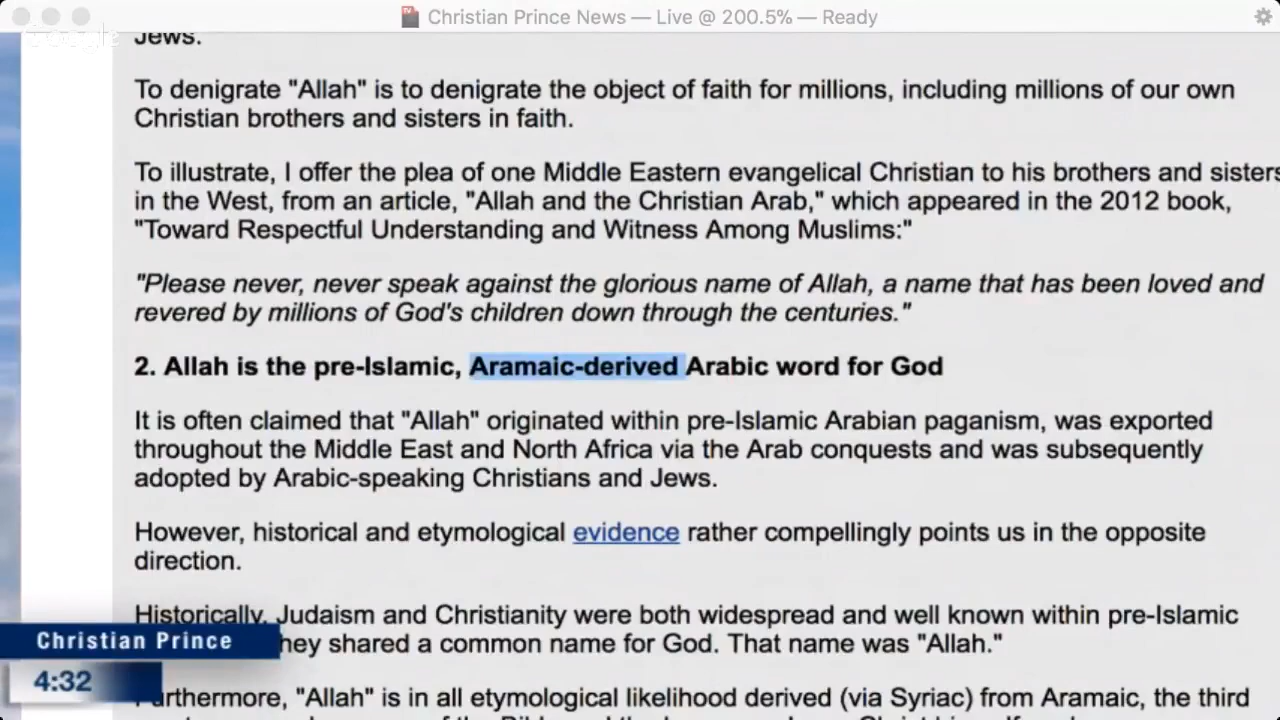 Christian Prince News — Live @ 200.5% — Ready
Google
Jews.
To denigrate "Allah" is to denigrate the object of faith for millions, including millions of our own
Christian brothers and sisters in faith.
To illustrate, I offer the plea of one Middle Eastern evangelical Christian to his brothers and sisters
in the West, from an article, "Allah and the Christian Arab," which appeared in the 2012 book,
"Toward Respectful Understanding and Witness Among Muslims:"
"Please never, never speak against the glorious name of Allah, a name that has been loved and
revered by millions of God's children down through the centuries."
2. Allah is the pre-Islamic, Aramaic-derived Arabic word for God
It is often claimed that "Allah" originated within pre-Islamic Arabian paganism, was exported
throughout the Middle East and North Africa via the Arab conquests and was subsequently
adopted by Arabic-speaking Christians and Jews.
However, historical and etymological evidence rather compellingly points us in the opposite
direction.
Historically, Judaism and Christianity were both widespread and well known within pre-Islamic
hey shared a common name for God. That name was "Allah."
Furthermore, "Allah" is in all etymological likelihood derived (via Syriac) from Aramaic, the third
Christian Prince
4:32